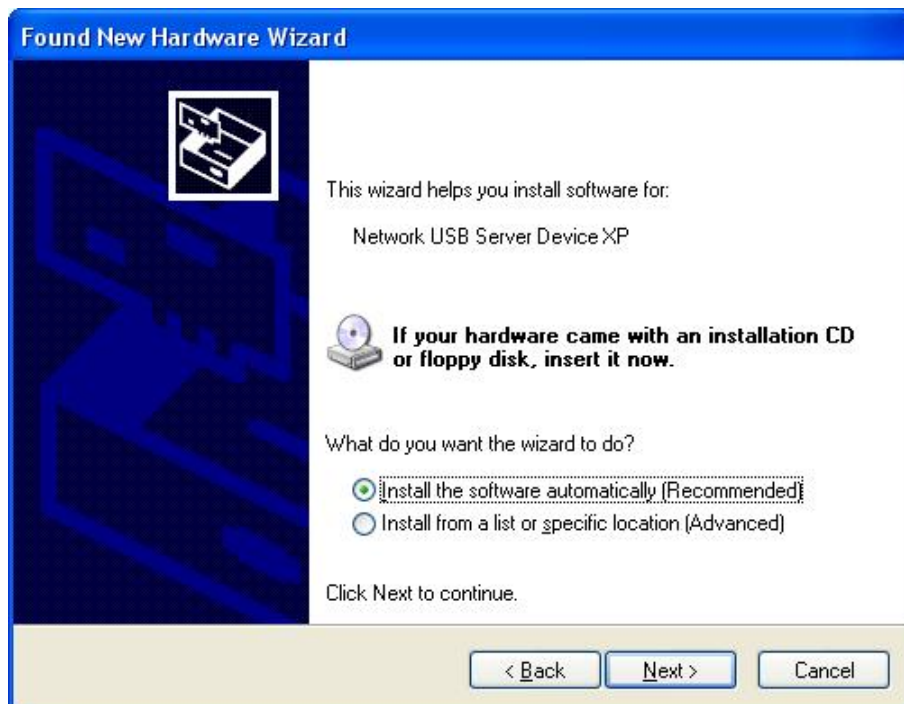 Found New Hardware Wizard
This wizard helps you install software for:
Network USB Server Device XP
If your hardware came with an installation CD
or floppy disk, insert it now.
What do you want the wizard to do?
Install the software automatically (Recommended)
Install from a list or specific location (Advanced)
Click Next to continue.
< Back Next > Cancel